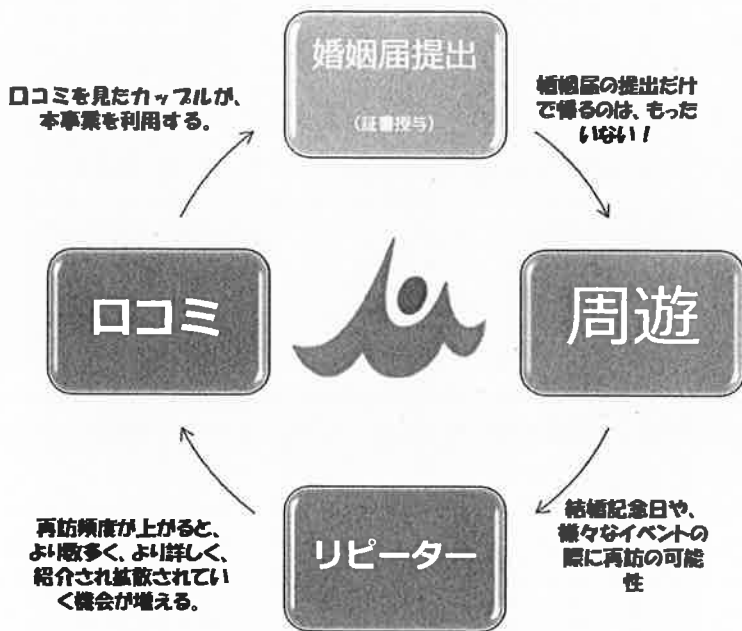 婚姻届提出
(証書授与)
婚姻届の提出だけ
で帰るのは、もった
いない!
周遊
結婚記念日や、
様々なイベントの
際に再訪の可能
性
リピーター
再訪頻度が上がると、
より数多く、より詳しく、
紹介され拡散されてい
く機会が増える。
口コミ
口コミを見たカップルが、
本事業を利用する。